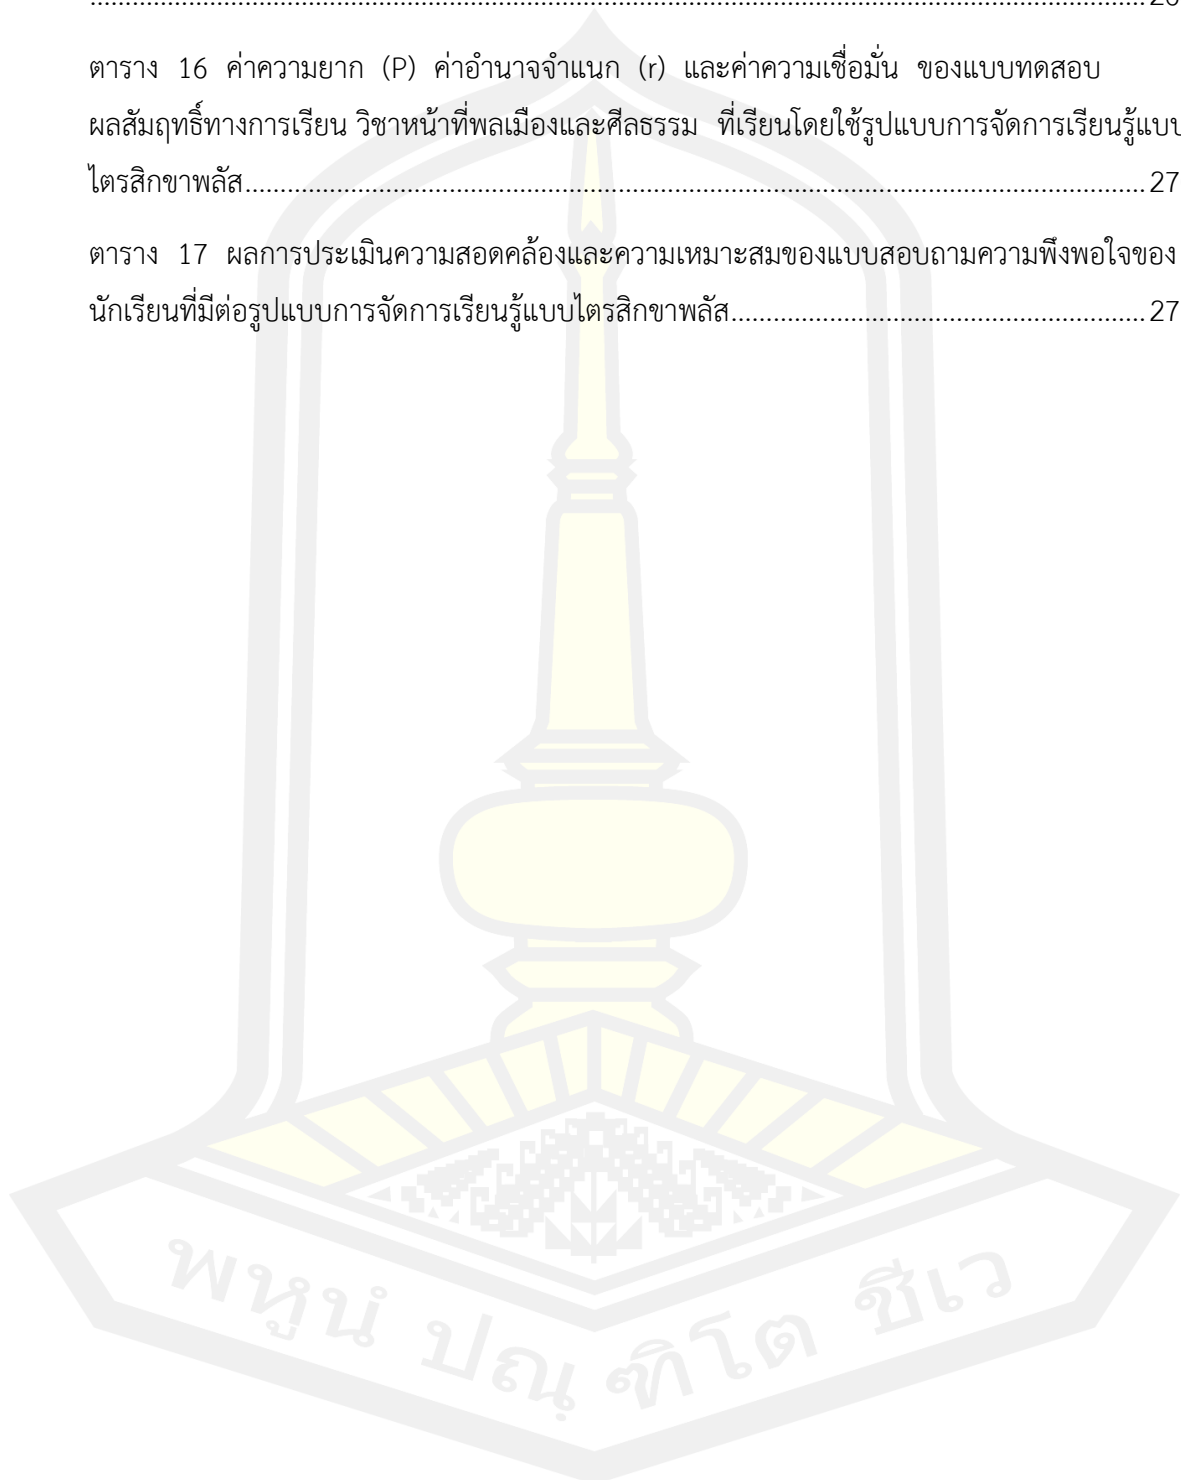 ตาราง 16 ค่าความยาก (P) ค่าอำนาจจำแนก (r) และค่าความเชื่อมั่น ของแบบทดสอบ
ผลสัมฤทธิ์ทางการเรียน วิชาหน้าที่พลเมืองและศีลธรรม ที่เรียนโดยใช้รูปแบบการจัดการเรียนรู้แบบ
ไตรสิกขาพลัส................................................................................................................................ 27
ตาราง 17 ผลการประเมินความสอดคล้องและความเหมาะสมของแบบสอบถามความพึงพอใจของ
นักเรียนที่มีต่อรูปแบบการจัดการเรียนรู้แบบไตรสิกขาพลัส.......................................................... 27
พหูนํ ปณฺฑิโต ชีเว